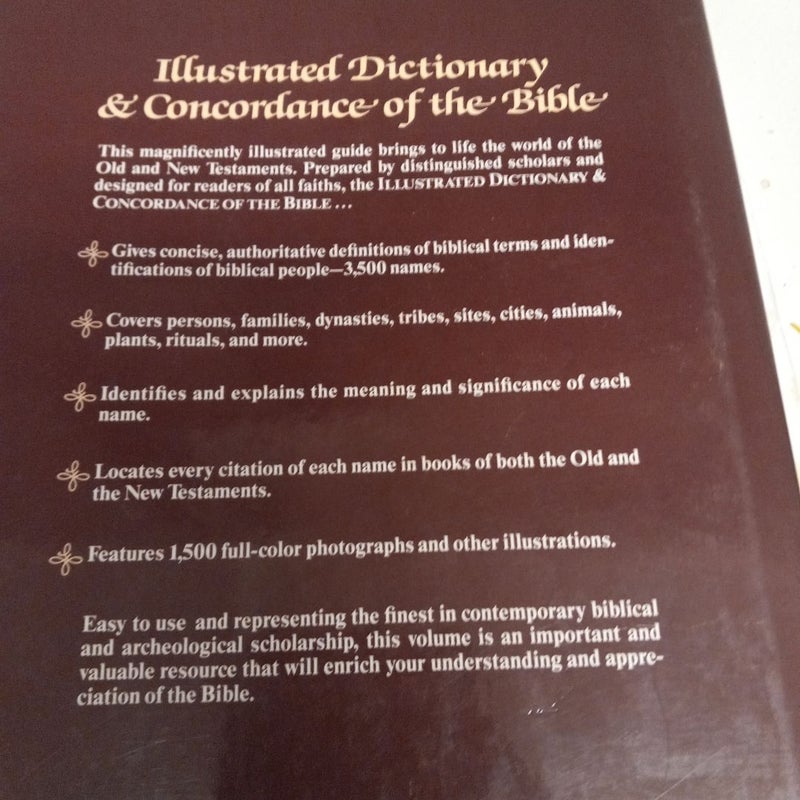 Illustrated Dictionary
& Concordance of the Bible
This magnificently illustrated guide brings to life the world of the
Old and New Testaments. Prepared by distinguished scholars and
designed for readers of all faiths, the ILLUSTRATED DICTIONARY &
CONCORDANCE OF THE BIBLE...
Gives concise, authoritative definitions of biblical terms and iden-
tifications of biblical people—3,500 names.
Covers persons, families, dynasties, tribes, sites, cities, animals,
plants, rituals, and more.
Identifies and explains the meaning and significance of each
name.
Locates every citation of each name in books of both the Old and
the New Testaments.
Features 1,500 full-color photographs and other illustrations.
Easy to use and representing the finest in contemporary biblical
and archeological scholarship, this volume is an important and
valuable resource that will enrich your understanding and appre-
ciation of the Bible.